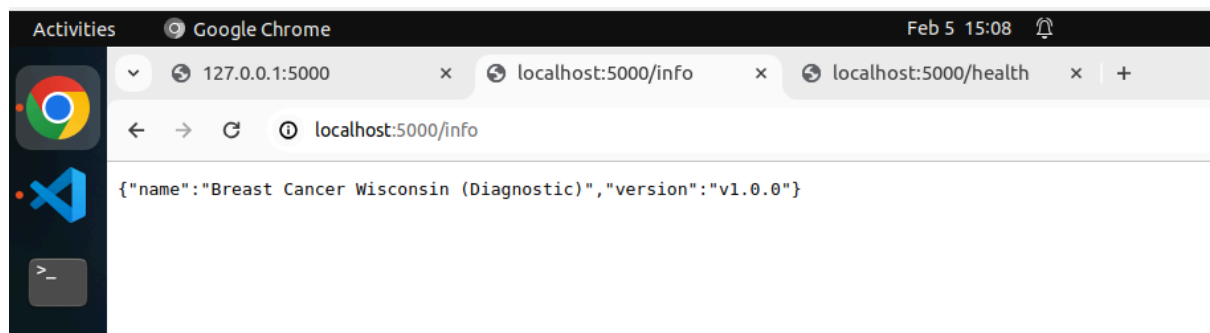 Activities Google Chrome Feb 5 15:08
127.0.0.1:5000 localhost:5000/info localhost:5000/health
localhost:5000/info
{"name":"Breast Cancer Wisconsin (Diagnostic)","version":"v1.0.0"}
>_